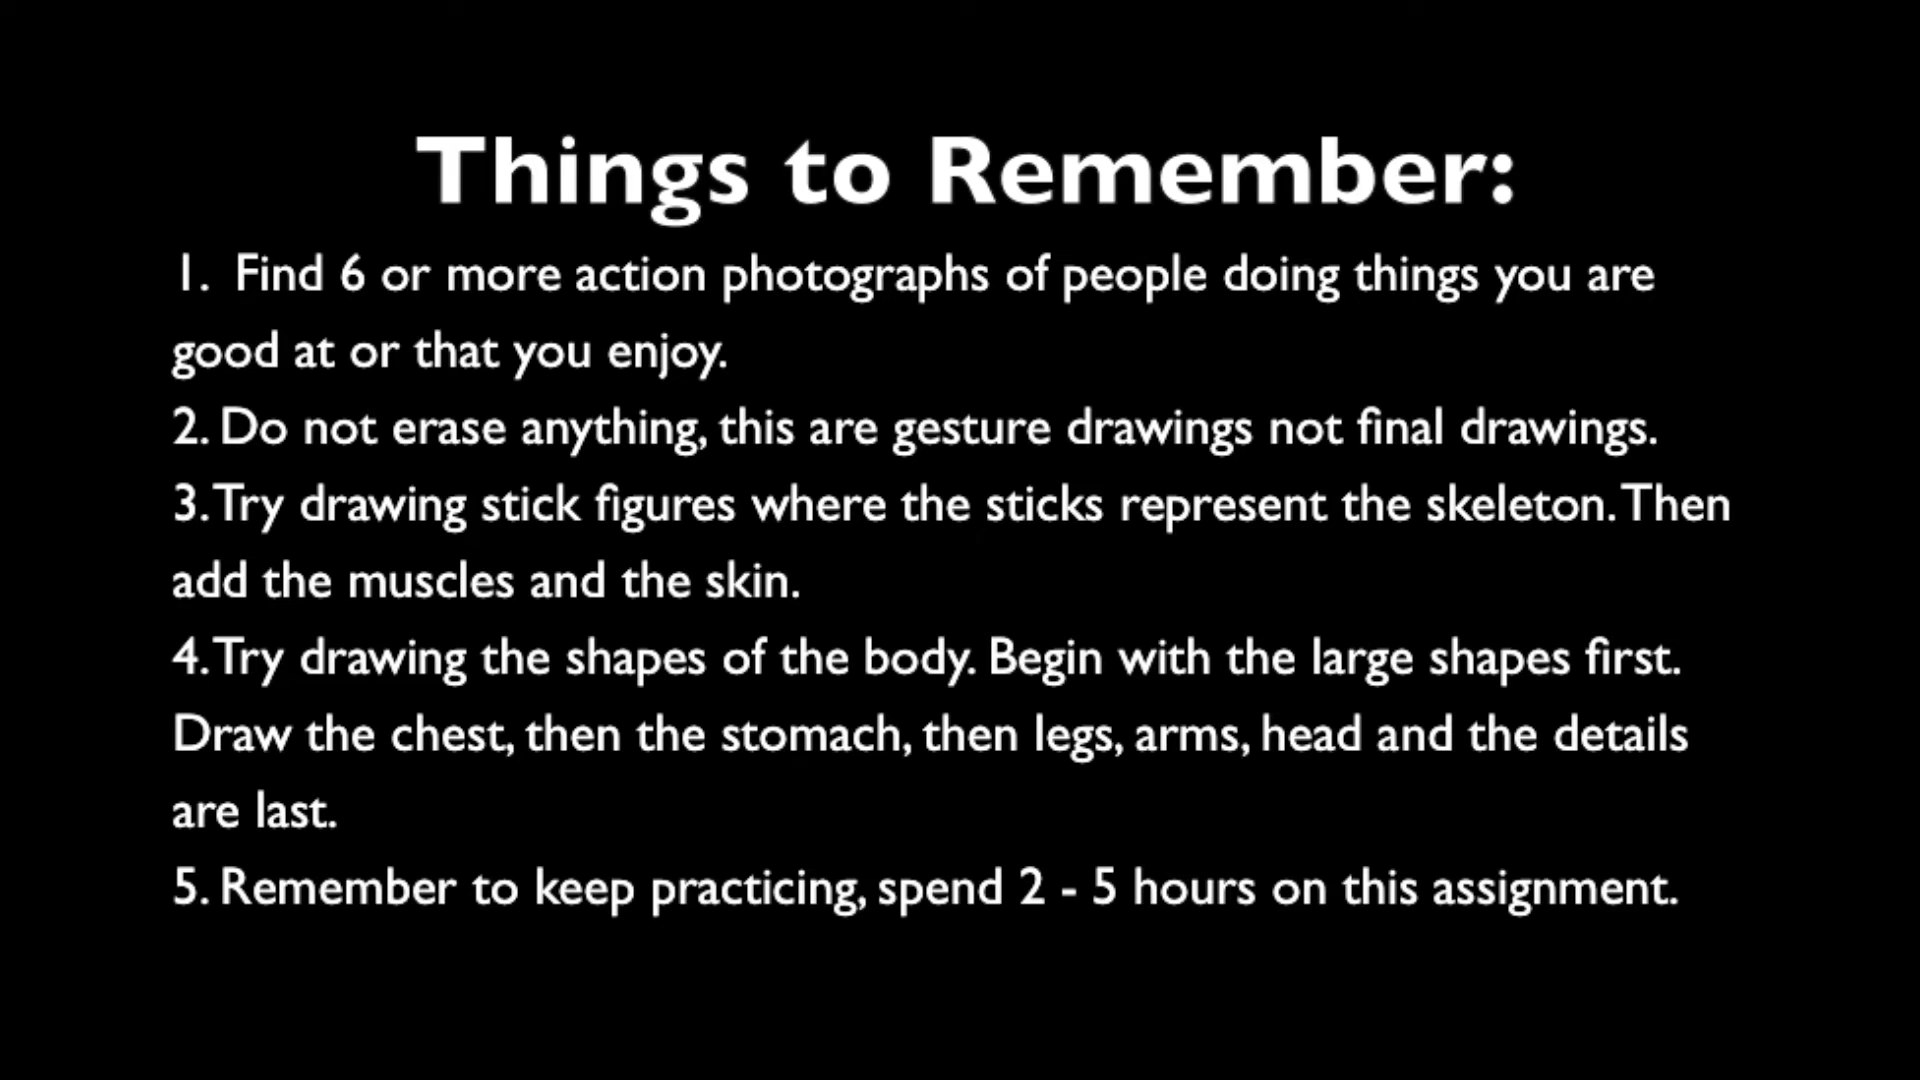 Things to Remember:
1. Find 6 or more action photographs of people doing things you are
good at or that you enjoy.
2. Do not erase anything, this are gesture drawings not final drawings.
3. Try drawing stick figures where the sticks represent the skeleton. Then
add the muscles and the skin.
4. Try drawing the shapes of the body. Begin with the large shapes first.
Draw the chest, then the stomach, then legs, arms, head and the details
are last.
5. Remember to keep practicing, spend 2 - 5 hours on this assignment.